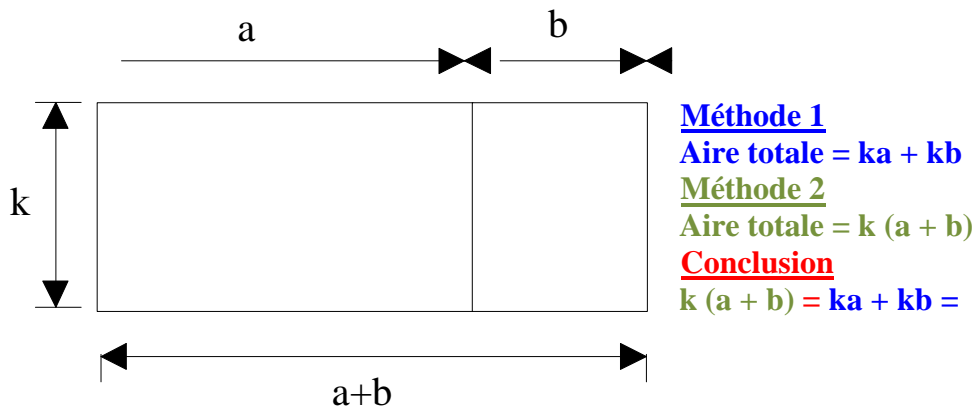 a
b
k
a+b
Méthode 1
Aire totale = ka + kb
Méthode 2
Aire totale = k (a + b)
Conclusion
k (a + b) = ka + kb =